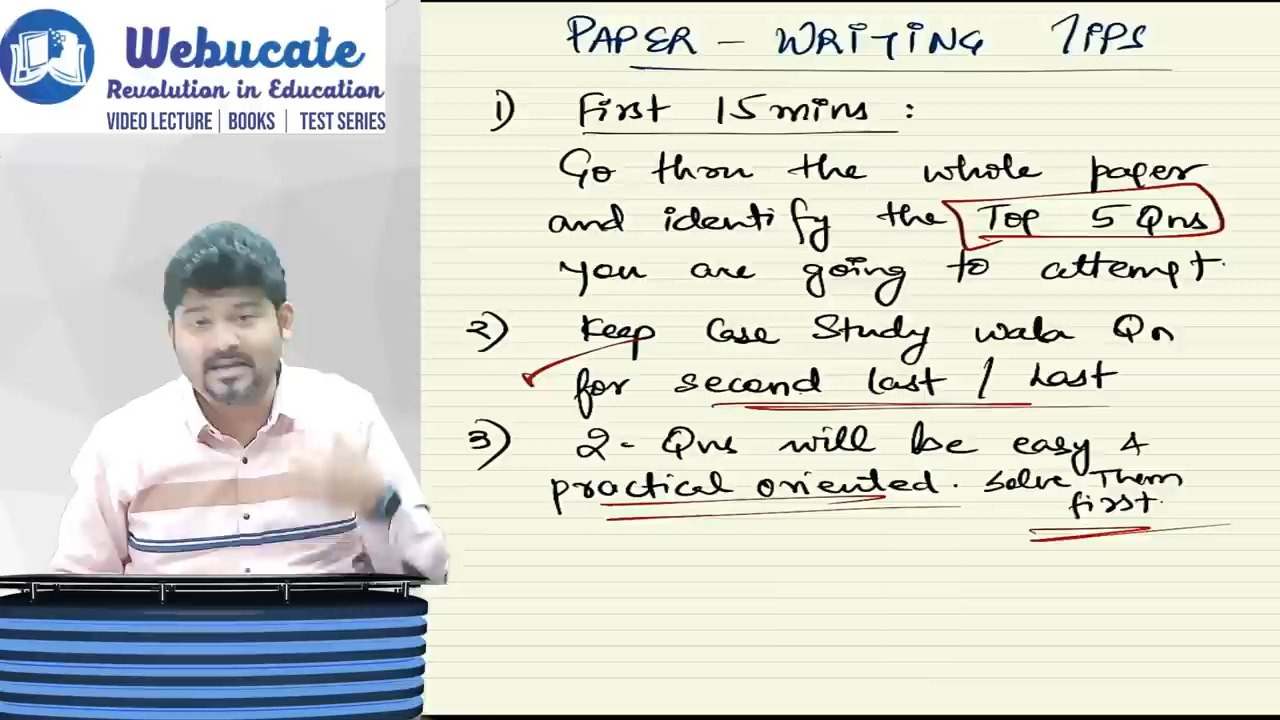 Webucate
Revolution in Education
VIDEO LECTURE | BOOKS | TEST SERIES
PAPER - WRITING TIPS
1) First 15 mins :
Go thru the whole paper
and identify the Top 5 Qns
you are going to attempt.
2) Keep Case Study wala Qn
for second last / Last
3) 2 - Qns will be easy &
practical oriented. Solve Them
first.